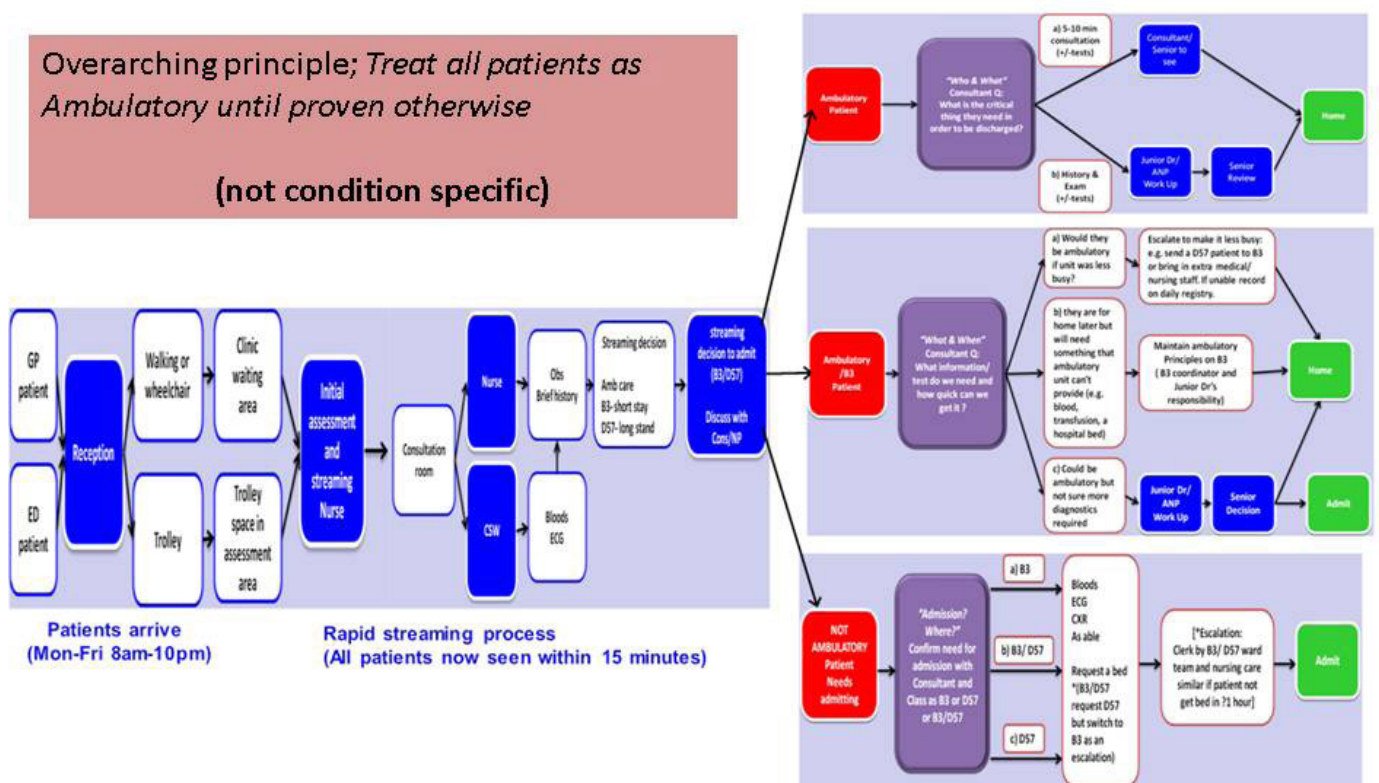 Overarching principle; Treat all patients as
Ambulatory until proven otherwise
(not condition specific)
GP
patient
ED
patient
Reception
Walking or
wheelchair
Trolley
Clinic
waiting
area
Trolley
space in
assessment
area
Initial
assessment
and
streaming
Nurse
Consultation
room
Nurse
CSW
Obs
Brief history
Bloods
ECG
Streaming decision
Amb care
B3-short stay
D57- long stand
streaming
decision to admit
(B3/D57)
Discuss with
Cons/NP
Patients arrive
(Mon-Fri 8am-10pm)
Rapid streaming process
(All patients now seen within 15 minutes)
Ambulatory
Patient
"Who & What"
Consultant Q:
What is the critical
thing they need in
order to be discharged?
a) 5-10 min
consultation
(+/-tests)
Consultant/
Senior to
see
b) History &
Exam
(+/-tests)
Junior Dr/
ANP
Work Up
Senior
Review
Home
Ambulatory
/B3
Patient
"What & When"
Consultant Q:
What information/
test do we need and
how quick can we
get it ?
a) Would they
be ambulatory
if unit was less
busy?
Escalate to make it less busy:
e.g. send a D57 patient to B3
or bring in extra medical/
nursing staff. If unable record
on daily registry.
b) they are for
home later but
will need
something that
ambulatory
unit can't
provide (e.g.
blood,
transfusion, a
hospital bed)
Maintain ambulatory
Principles on B3
( B3 coordinator and
Junior Dr's
responsibility)
c) Could be
ambulatory but
not sure more
diagnostics
required
Junior Dr/
ANP
Work Up
Senior
Decision
Home
Admit
NOT
AMBULATORY
Patient
Needs
admitting
"Admission?
Where?"
Confirm need for
admission with
Consultant and
Class as B3 or D57
or B3/D57
a) B3
b) B3/ D57
c) D57
Bloods
ECG
CXR
As able
Request a bed
*(B3/D57
request D57
but switch to
B3 as an
escalation)
[*Escalation:
Clerk by B3/ D57 ward
team and nursing care
similar if patient not
get bed in ?1 hour]
Admit